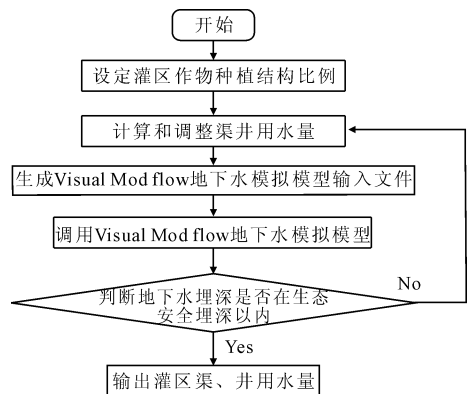 开始
设定灌区作物种植结构比例
计算和调整渠井用水量
生成Visual Mod flow地下水模拟模型输入文件
调用Visual Mod flow地下水模拟模型
判断地下水埋深是否在生态
安全埋深以内
No
Yes
输出灌区渠、井用水量